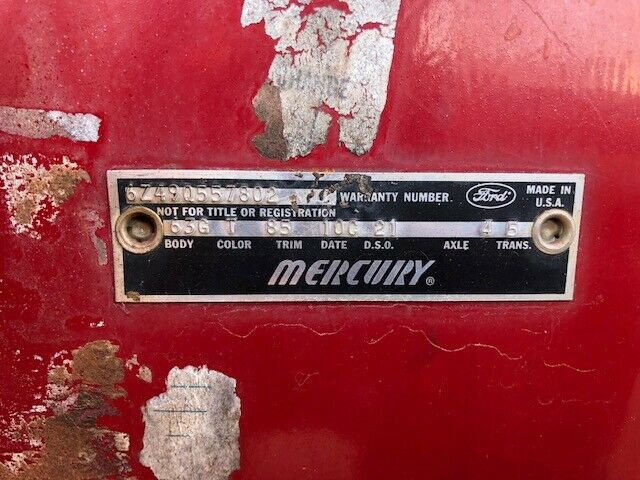 6Z49Q557802 WARRANTY NUMBER Ford MADE IN U.S.A.
NOT FOR TITLE OR REGISTRATION
63G T 85 10C 21 4 5
BODY COLOR TRIM DATE D.S.O. AXLE TRANS.
MERCURY®